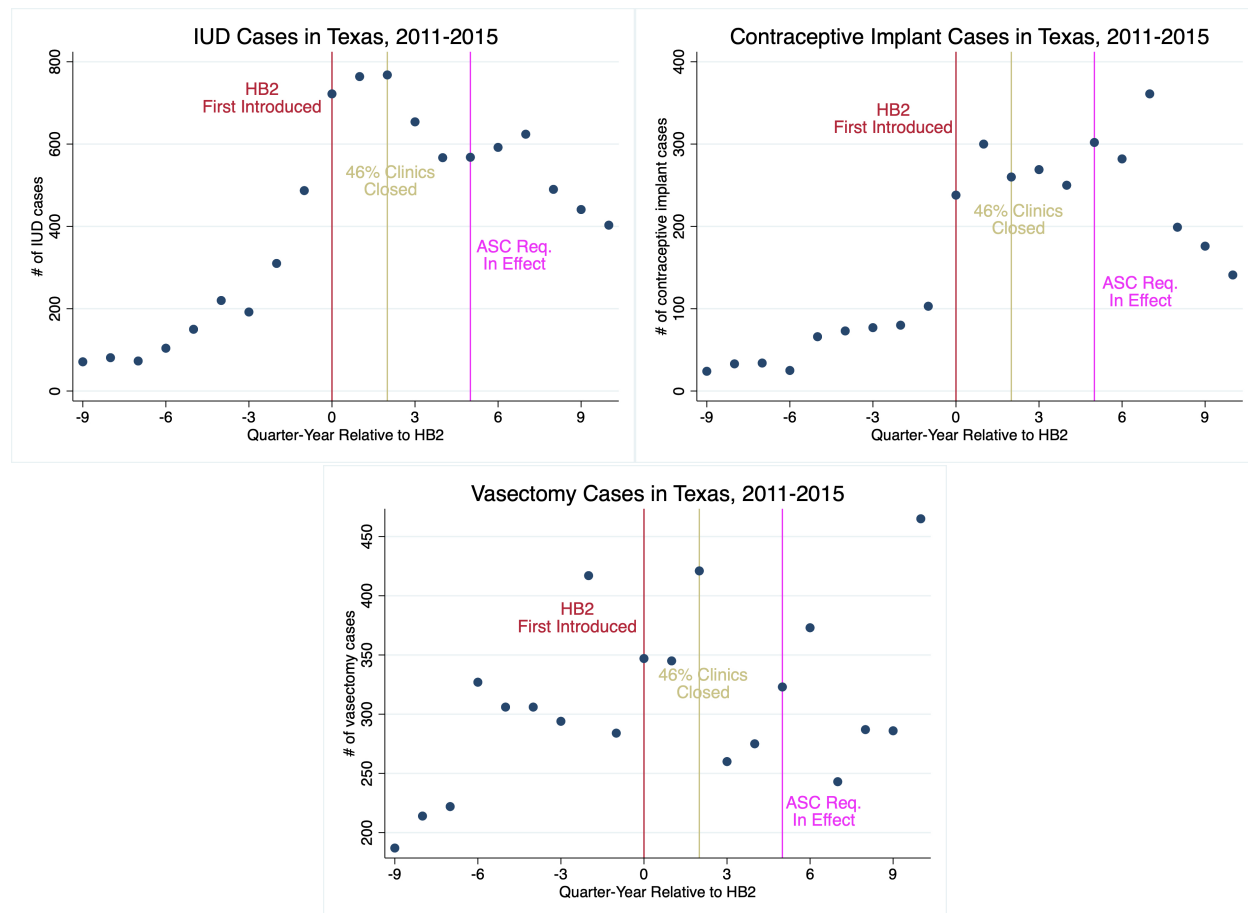 IUD Cases in Texas, 2011-2015
# of IUD cases
800
600
400
200
0
HB2
First Introduced
46% Clinics
Closed
ASC Req.
In Effect
-9 -6 -3 0 3 6 9
Quarter-Year Relative to HB2
Contraceptive Implant Cases in Texas, 2011-2015
# of contraceptive implant cases
400
300
200
100
0
HB2
First Introduced
46% Clinics
Closed
ASC Req.
In Effect
-9 -6 -3 0 3 6 9
Quarter-Year Relative to HB2
Vasectomy Cases in Texas, 2011-2015
# of vasectomy cases
450
400
350
300
250
200
HB2
First Introduced
46% Clinics
Closed
ASC Req.
In Effect
-9 -6 -3 0 3 6 9
Quarter-Year Relative to HB2